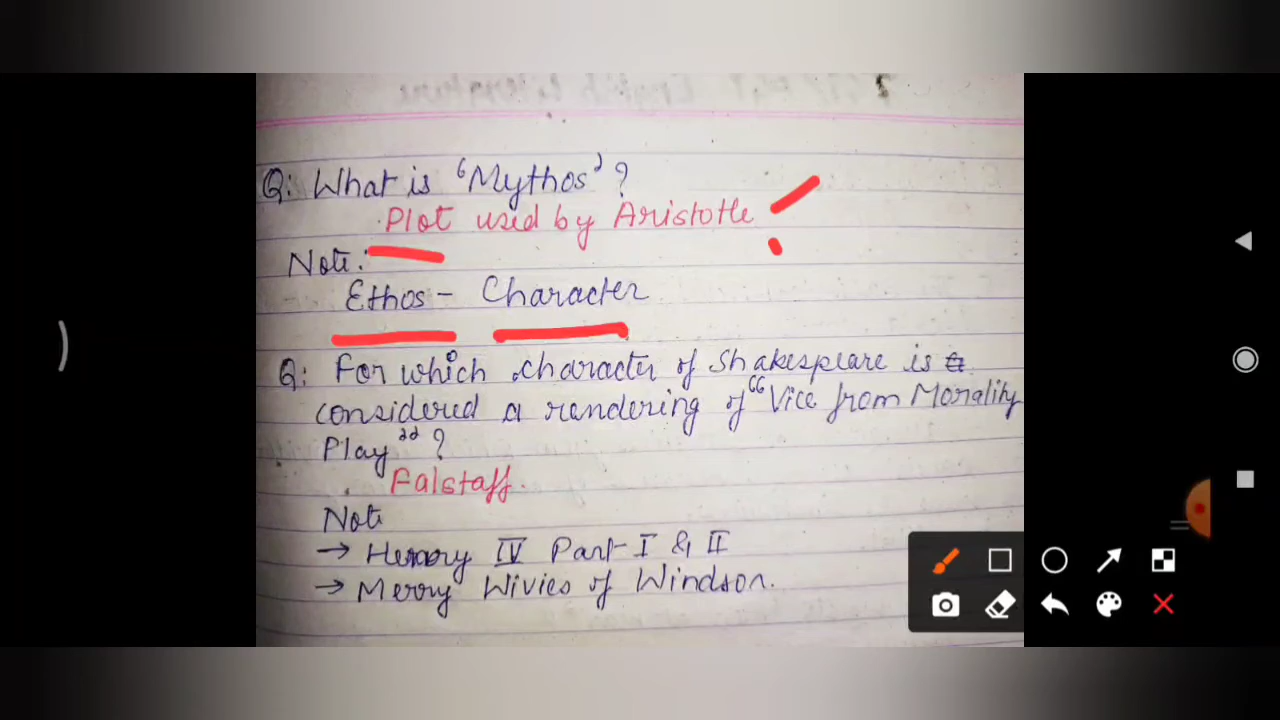 Q: What is 'Mythos'?
Plot used by Aristotle
Note:
Ethos - Character
Q: For which character of Shakespeare is
considered a rendering of "Vice from Morality
Play"?
Falstaff.
Note
→ Henry IV Part I & II
→ Merry Wivies of Windson.